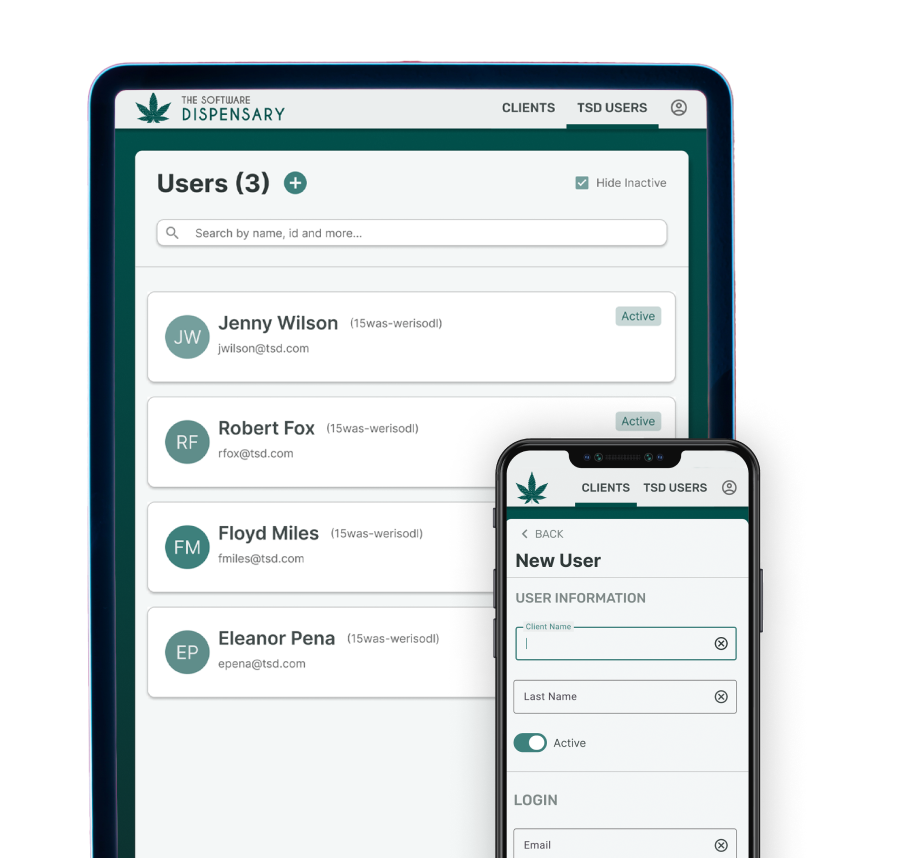 THE SOFTWARE
DISPENSARY
CLIENTS
TSD USERS
Users (3)
Hide Inactive
Search by name, id and more...
JW
Jenny Wilson (15was-werisodl)
jwilson@tsd.com
Active
RF
Robert Fox (15was-werisodl)
rfox@tsd.com
Active
FM
Floyd Miles (15was-werisodl)
fmiles@tsd.com
EP
Eleanor Pena (15was-werisodl)
epena@tsd.com
CLIENTS
TSD USERS
BACK
New User
USER INFORMATION
Client Name
Last Name
Active
LOGIN
Email